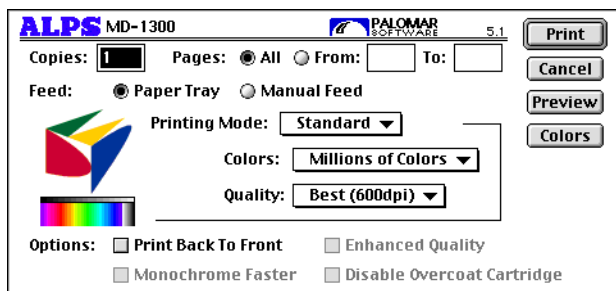 ALPS MD-1300 PALOMAR SOFTWARE 5.1 Print
Copies: 1 Pages: All From: To:
Cancel
Feed: Paper Tray Manual Feed
Preview
Printing Mode: Standard
Colors
Colors: Millions of Colors
Quality: Best (600dpi)
Options: Print Back To Front Enhanced Quality
Monochrome Faster Disable Overcoat Cartridge